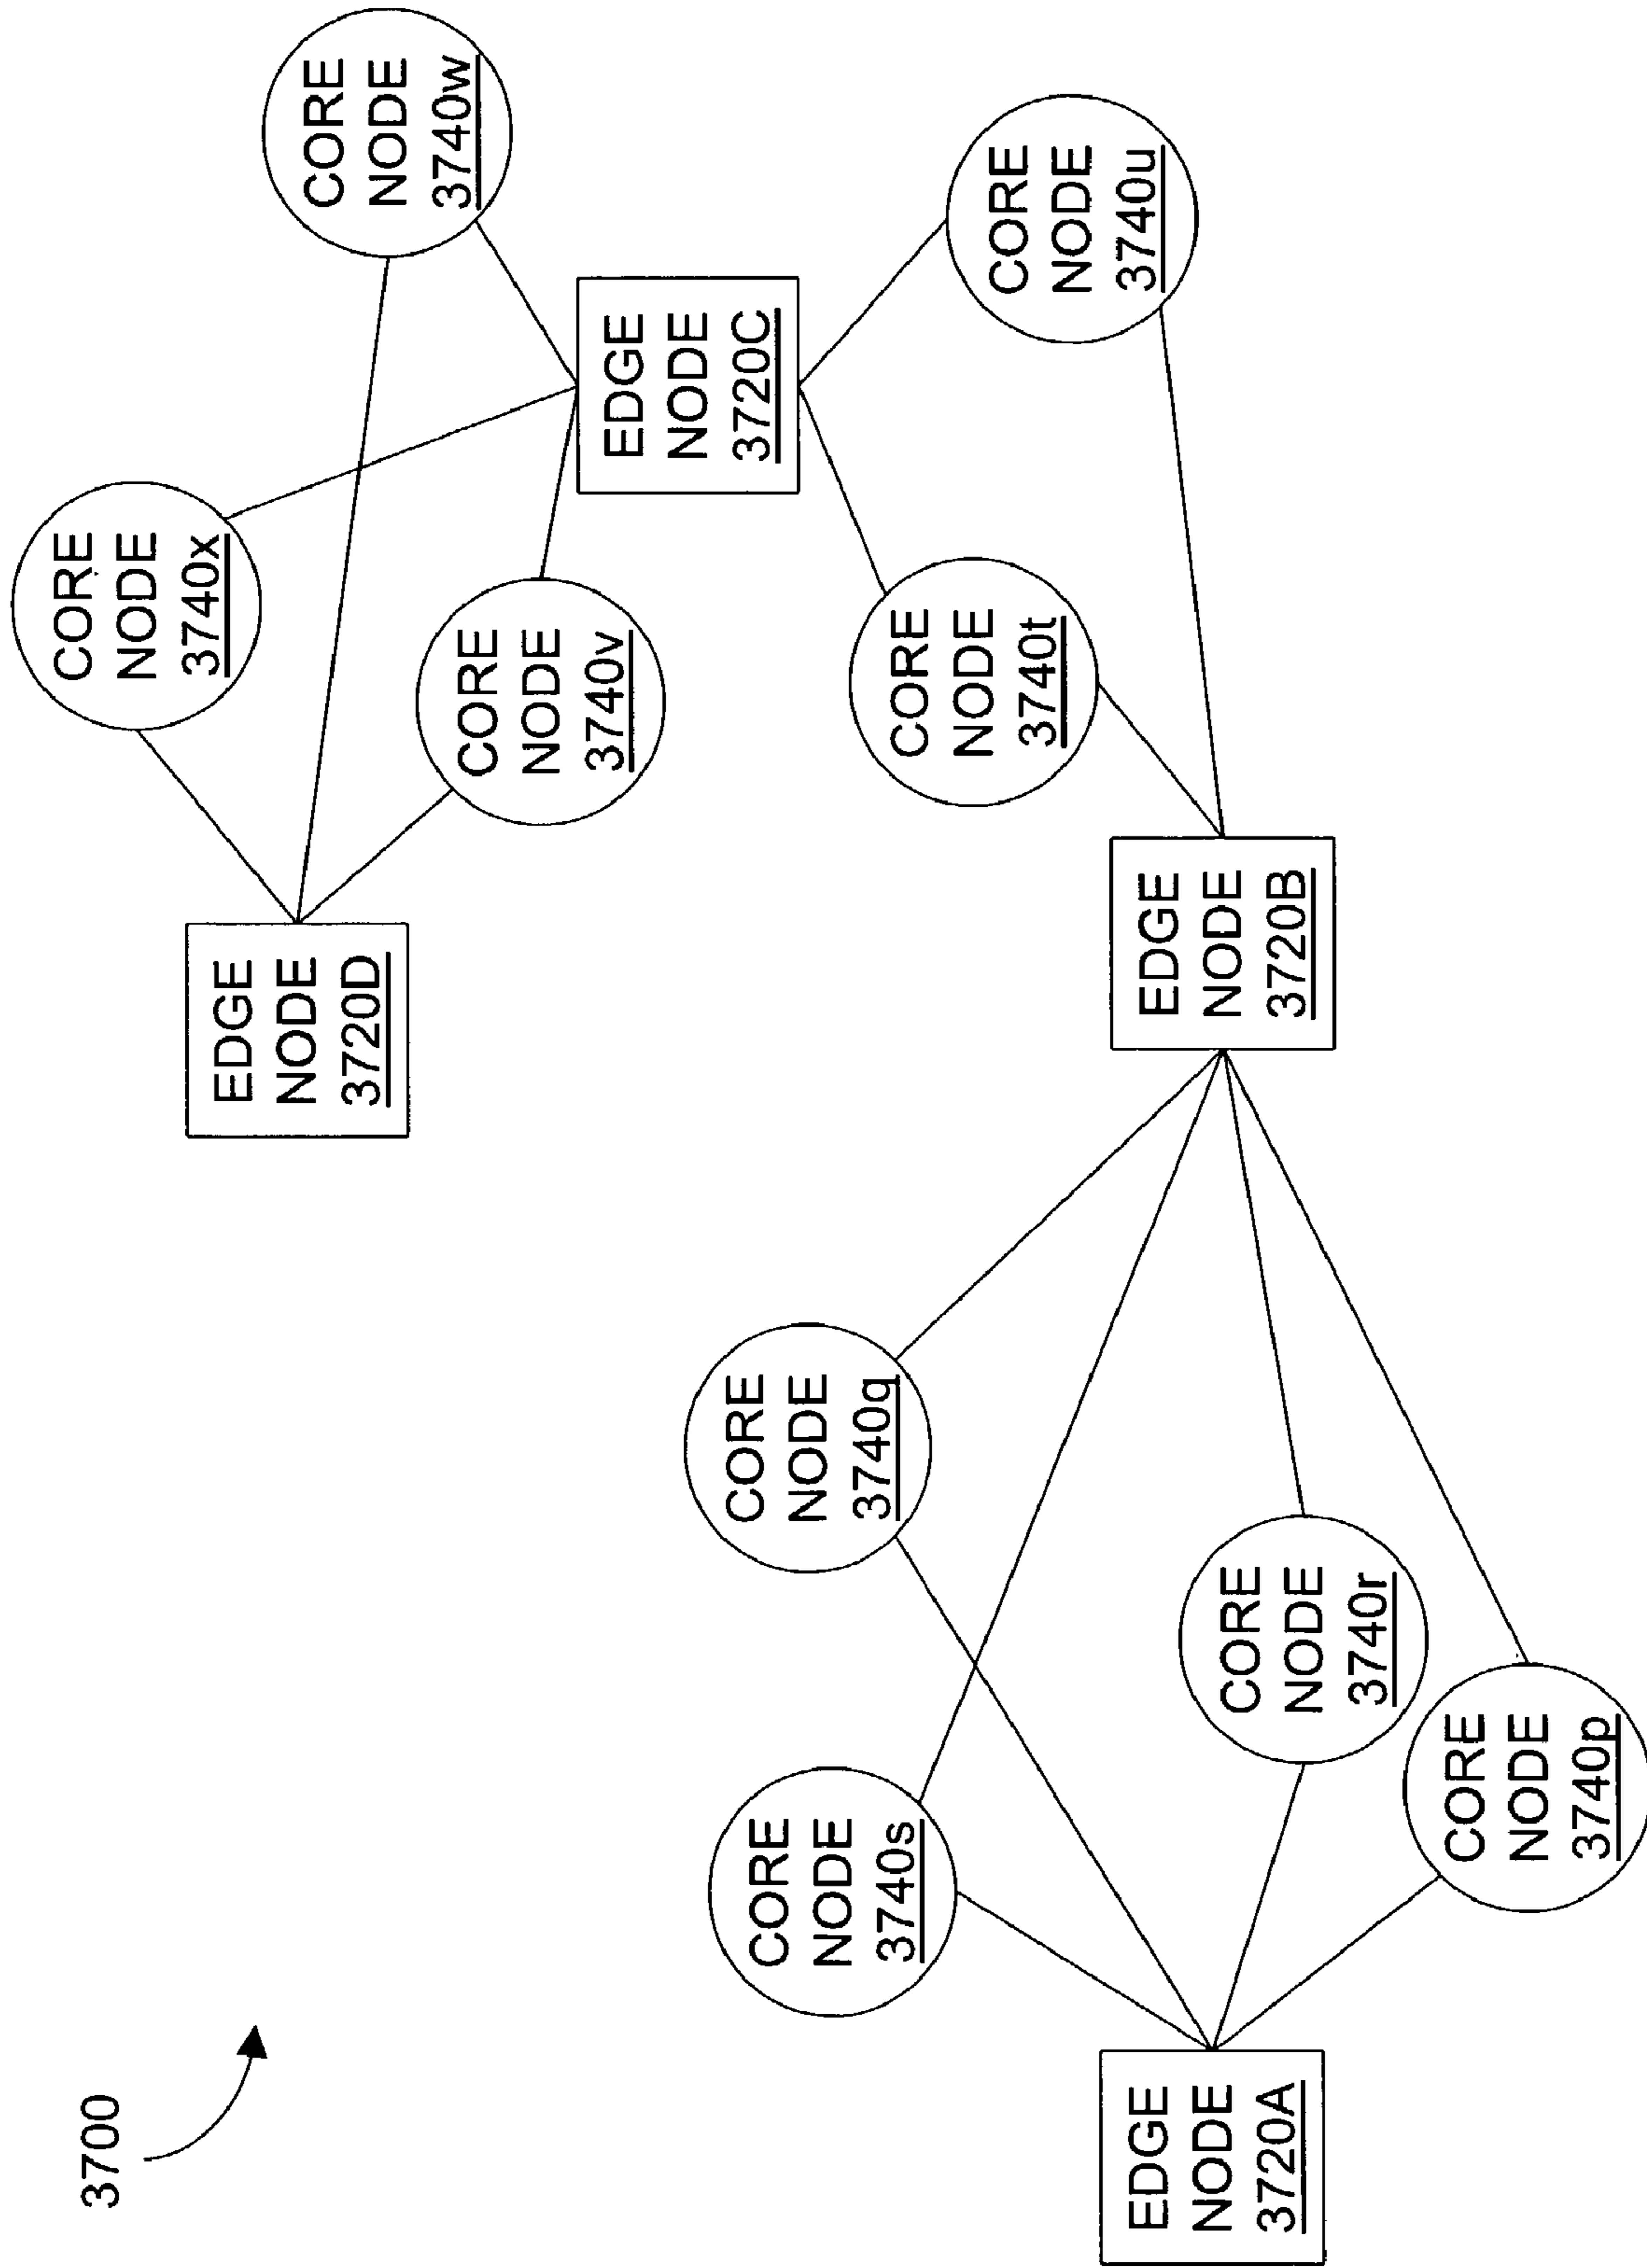 3700
EDGE
NODE
3720A
CORE
NODE
3740s
CORE
NODE
3740q
CORE
NODE
3740r
CORE
NODE
3740p
EDGE
NODE
3720B
EDGE
NODE
3720D
CORE
NODE
3740x
CORE
NODE
3740v
CORE
NODE
3740t
EDGE
NODE
3720C
CORE
NODE
3740w
CORE
NODE
3740u